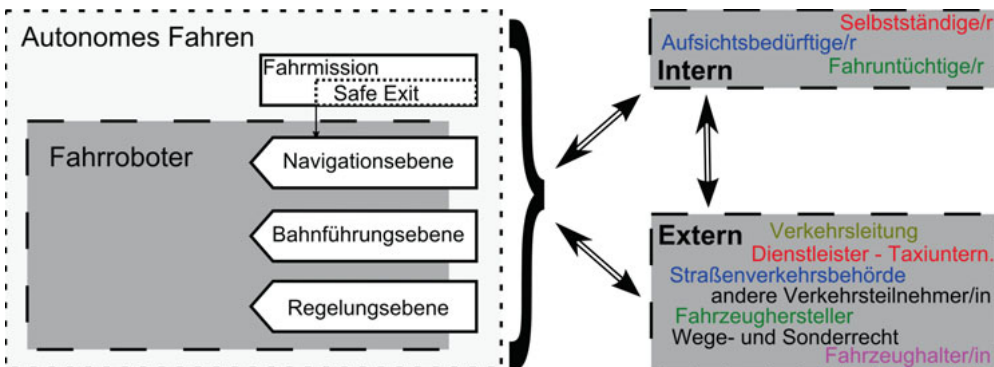 Autonomes Fahren
Fahrmission
Safe Exit
Fahrroboter
Navigationsebene
Bahnführungsebene
Regelungsebene
Selbstständige/r
Aufsichtsbedürftige/r
Intern
Fahruntüchtige/r
Extern
Verkehrsleitung
Dienstleister - Taxiuntern.
Straßenverkehrsbehörde
andere Verkehrsteilnehmer/in
Fahrzeughersteller
Wege- und Sonderrecht
Fahrzeughalter/in